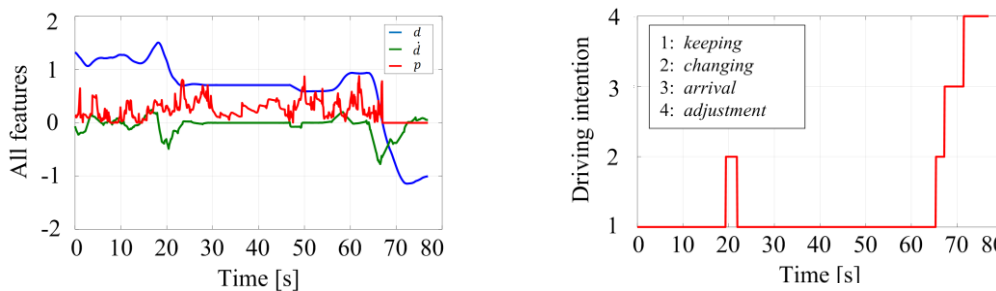 2
1
0
-1
-2
All features
d
ḋ
p
0 10 20 30 40 50 60 70 80
Time [s]
4
3
2
1
Driving intention
1: keeping
2: changing
3: arrival
4: adjustment
0 10 20 30 40 50 60 70 80
Time [s]